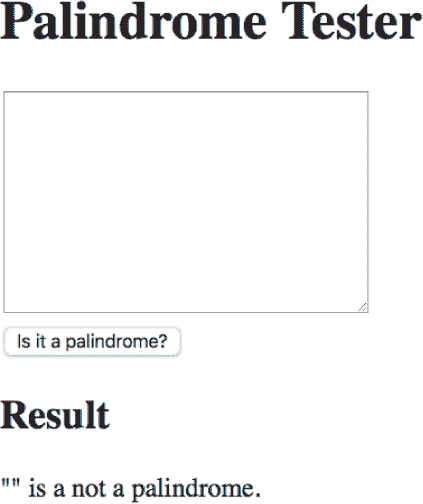 Palindrome Tester
Is it a palindrome?
Result
"" is a not a palindrome.